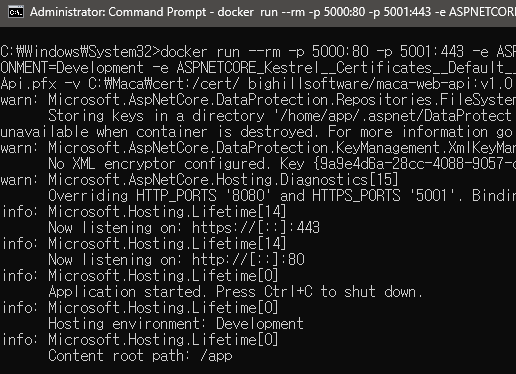 Administrator: Command Prompt - docker  run --rm -p 5000:80 -p 5001:443 -e ASPNETCORE
C:₩Windows₩System32>docker run --rm -p 5000:80 -p 5001:443 -e ASP
ONMENT=Development -e ASPNETCORE_Kestrel__Certificates__Default__
Api.pfx -v C:₩Maca₩cert:/cert/ bighillsoftware/maca-web-api:v1.0
warn: Microsoft.AspNetCore.DataProtection.Repositories.FileSystem
Storing keys in a directory '/home/app/.aspnet/DataProtect
unavailable when container is destroyed. For more information go
warn: Microsoft.AspNetCore.DataProtection.KeyManagement.XmlKeyMan
No XML encryptor configured. Key {9a9e4d6a-28cc-4088-9057-c
warn: Microsoft.AspNetCore.Hosting.Diagnostics[15]
Overriding HTTP_PORTS '8080' and HTTPS_PORTS '5001'. Bindin
info: Microsoft.Hosting.Lifetime[14]
Now listening on: https://[::]:443
info: Microsoft.Hosting.Lifetime[14]
Now listening on: http://[::]:80
info: Microsoft.Hosting.Lifetime[0]
Application started. Press Ctrl+C to shut down.
info: Microsoft.Hosting.Lifetime[0]
Hosting environment: Development
info: Microsoft.Hosting.Lifetime[0]
Content root path: /app